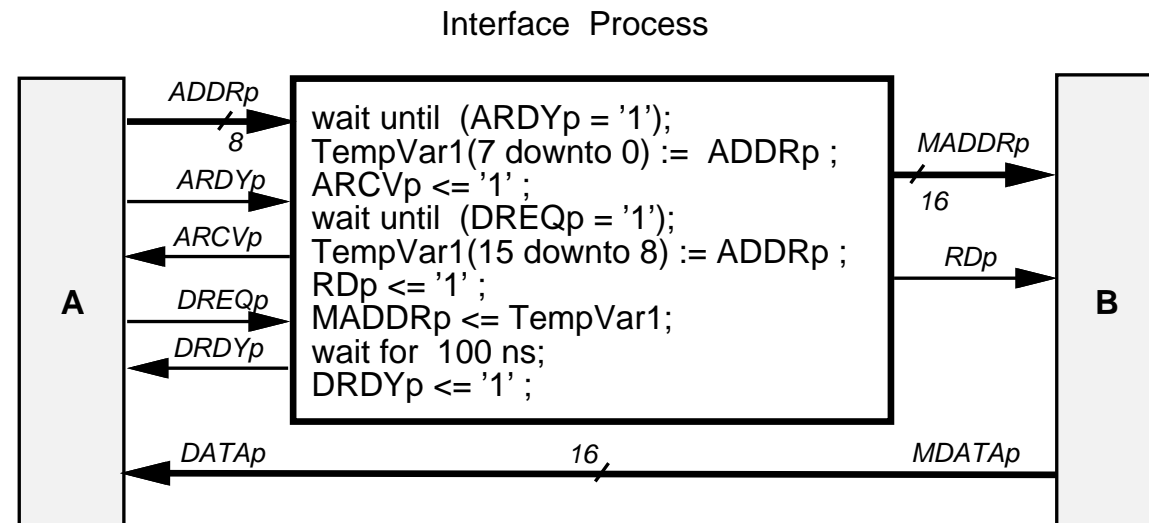 Interface Process
A
ADDRp
8
ARDYp
ARCVp
DREQp
DRDYp
wait until (ARDYp = '1');
TempVar1(7 downto 0) := ADDRp ;
ARCVp <= '1' ;
wait until (DREQp = '1');
TempVar1(15 downto 8) := ADDRp ;
RDp <= '1' ;
MADDRp <= TempVar1;
wait for 100 ns;
DRDYp <= '1' ;
MADDRp
16
RDp
B
DATAp
16
MDATAp